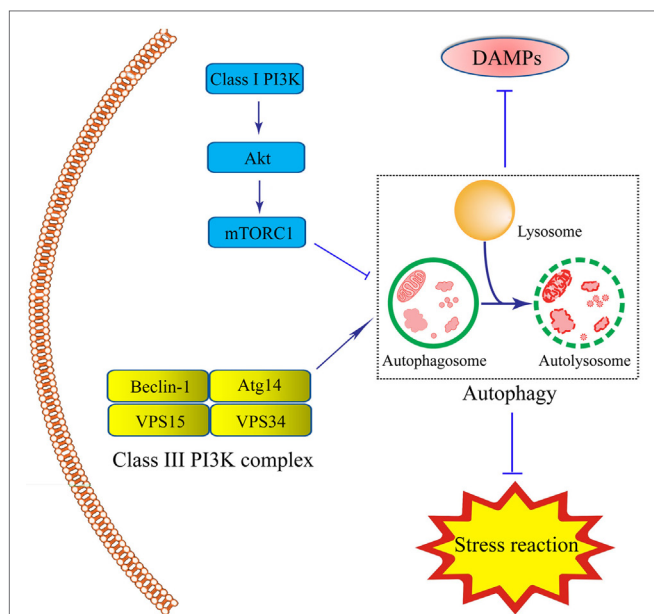 DAMPs
Class I PI3K
Akt
mTORC1
Lysosome
Autophagosome
Autolysosome
Autophagy
Beclin-1
Atg14
VPS15
VPS34
Class III PI3K complex
Stress reaction